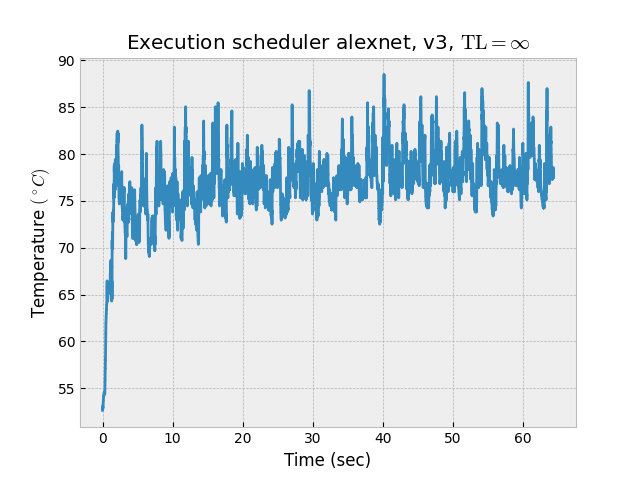 Execution scheduler alexnet, v3, TL = ∞
90
85
80
75
70
65
60
55
Temperature (°C)
0 10 20 30 40 50 60
Time (sec)